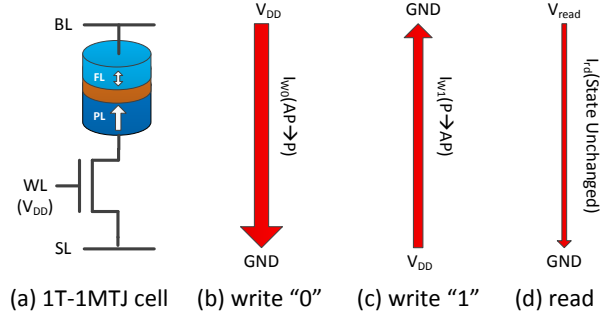 BL
FL
PL
WL
(VDD)
SL
(a) 1T-1MTJ cell
VDD
IW0(AP→P)
GND
(b) write “0”
GND
IW1(P→AP)
VDD
(c) write “1”
Vread
Ird(State Unchanged)
GND
(d) read